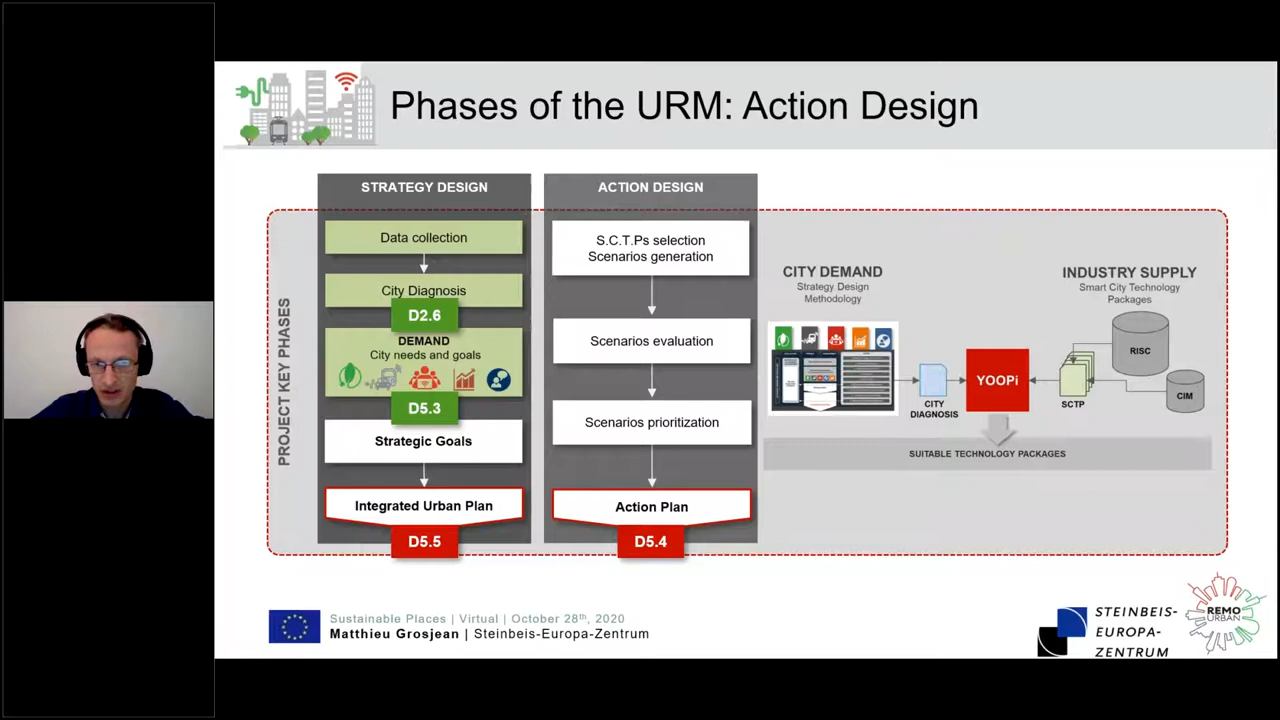 Phases of the URM: Action Design
PROJECT KEY PHASES
STRATEGY DESIGN
Data collection
City Diagnosis
D2.6
DEMAND
City needs and goals
D5.3
Strategic Goals
Integrated Urban Plan
D5.5
ACTION DESIGN
S.C.T.Ps selection
Scenarios generation
Scenarios evaluation
Scenarios prioritization
Action Plan
D5.4
CITY DEMAND
Strategy Design
Methodology
CITY
DIAGNOSIS
YOOPi
INDUSTRY SUPPLY
Smart City Technology
Packages
RISC
SCTP
CIM
SUITABLE TECHNOLOGY PACKAGES
Sustainable Places | Virtual | October 28th, 2020
Matthieu Grosjean | Steinbeis-Europa-Zentrum
STEINBEIS-
EUROPA-
ZENTRUM
REMO
URBAN